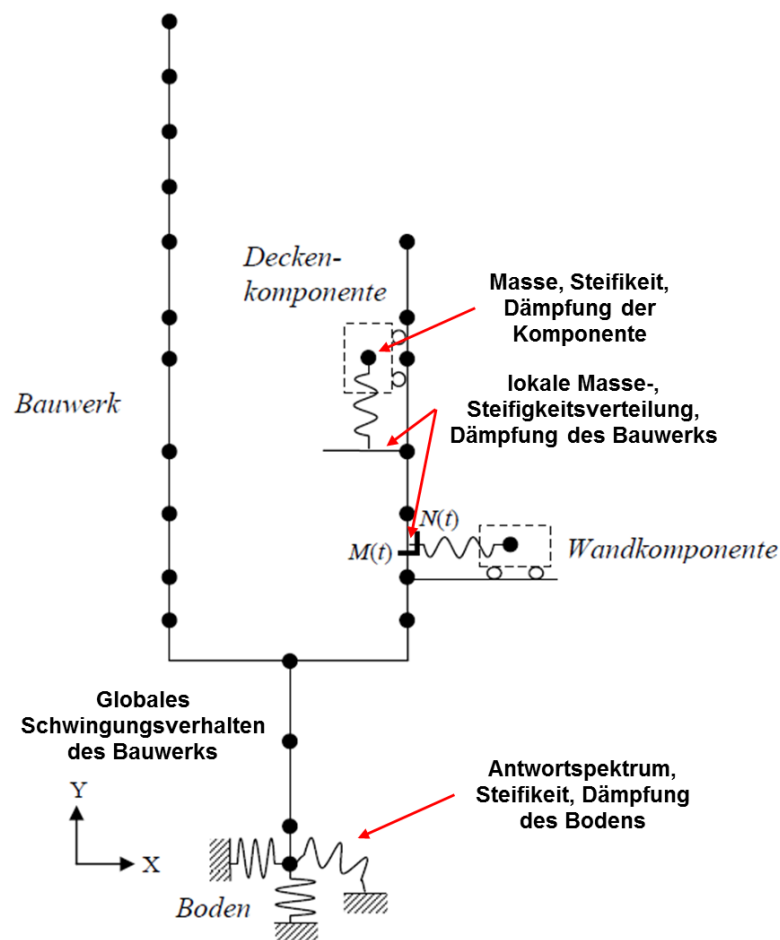 Decken-
komponente
Masse, Steifikeit,
Dämpfung der
Komponente
Bauwerk
lokale Masse-,
Steifigkeitsverteilung,
Dämpfung des Bauwerks
N(t)
M(t)
Wandkomponente
Globales
Schwingungsverhalten
des Bauwerks
Antwortspektrum,
Steifikeit, Dämpfung
des Bodens
Y
X
Boden